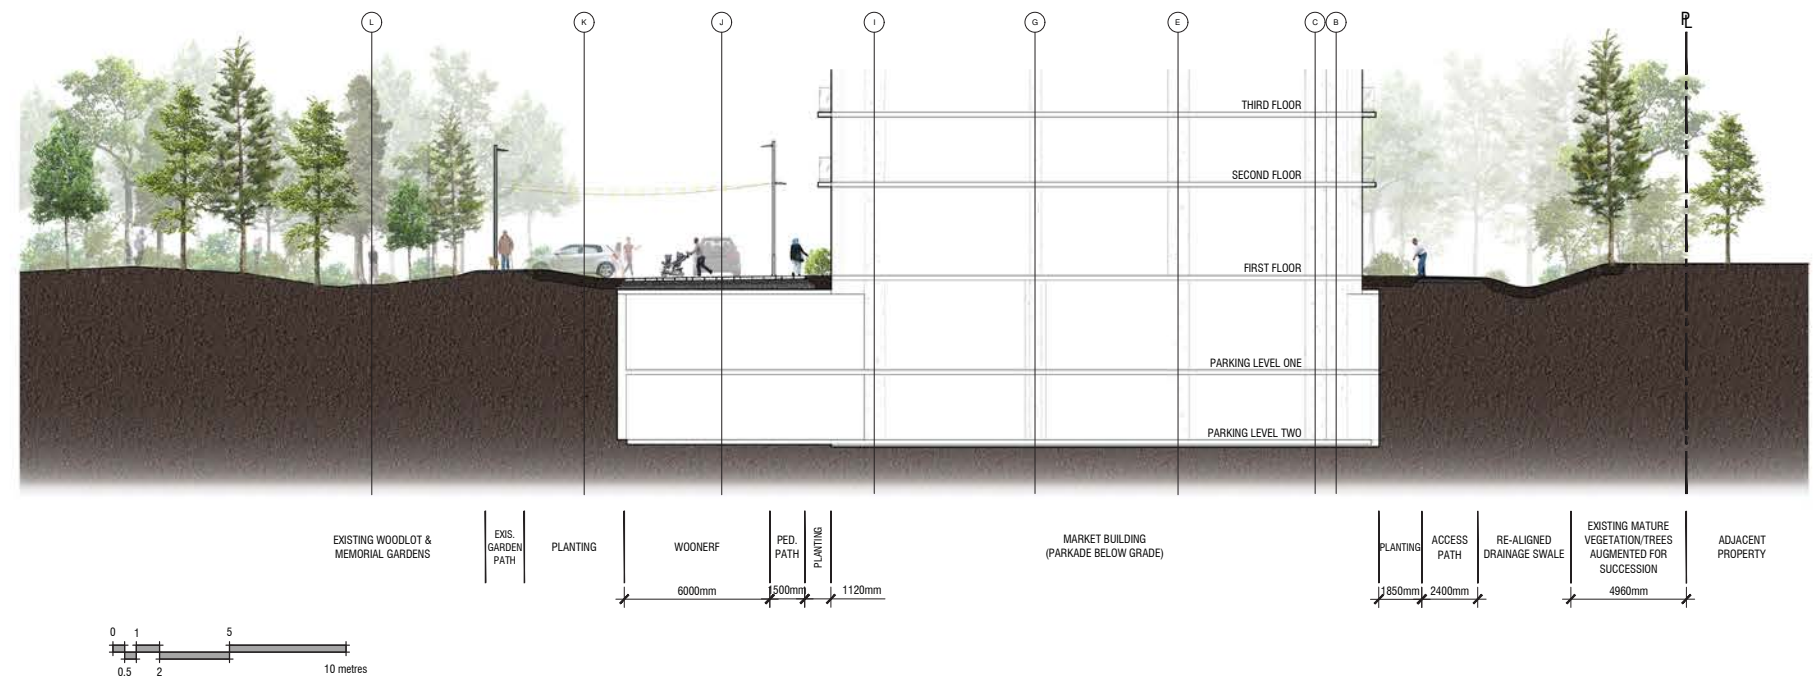 L
K
J
I
G
E
C
B
PL
THIRD FLOOR
SECOND FLOOR
FIRST FLOOR
PARKING LEVEL ONE
PARKING LEVEL TWO
EXISTING WOODLOT &
MEMORIAL GARDENS
EXIS.
GARDEN
PATH
PLANTING
WOONERF
PED.
PATH
PLANTING
MARKET BUILDING
(PARKADE BELOW GRADE)
PLANTING
ACCESS
PATH
RE-ALIGNED
DRAINAGE SWALE
EXISTING MATURE
VEGETATION/TREES
AUGMENTED FOR
SUCCESSION
ADJACENT
PROPERTY
6000mm
1500mm
1120mm
1850mm
2400mm
4960mm
0
1
5
0.5
2
10 metres